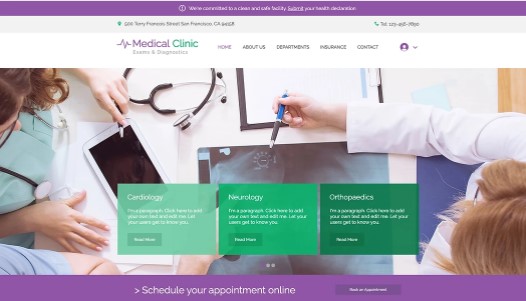 We're committed to a clean and safe facility. Submit your health declaration
500 Terry Francois Street San Francisco, CA 94158
Tel: 123-456-7890
Medical Clinic
Exams & Diagnostics
HOME
ABOUT US
DEPARTMENTS
INSURANCE
CONTACT
Cardiology
I'm a paragraph. Click here to add
your own text and edit me. Let
your users get to know you.
Read More
Neurology
I'm a paragraph. Click here to add
your own text and edit me. Let
your users get to know you.
Read More
Orthopaedics
I'm a paragraph. Click here to add
your own text and edit me. Let
your users get to know you.
Read More
> Schedule your appointment online
Book an Appointment